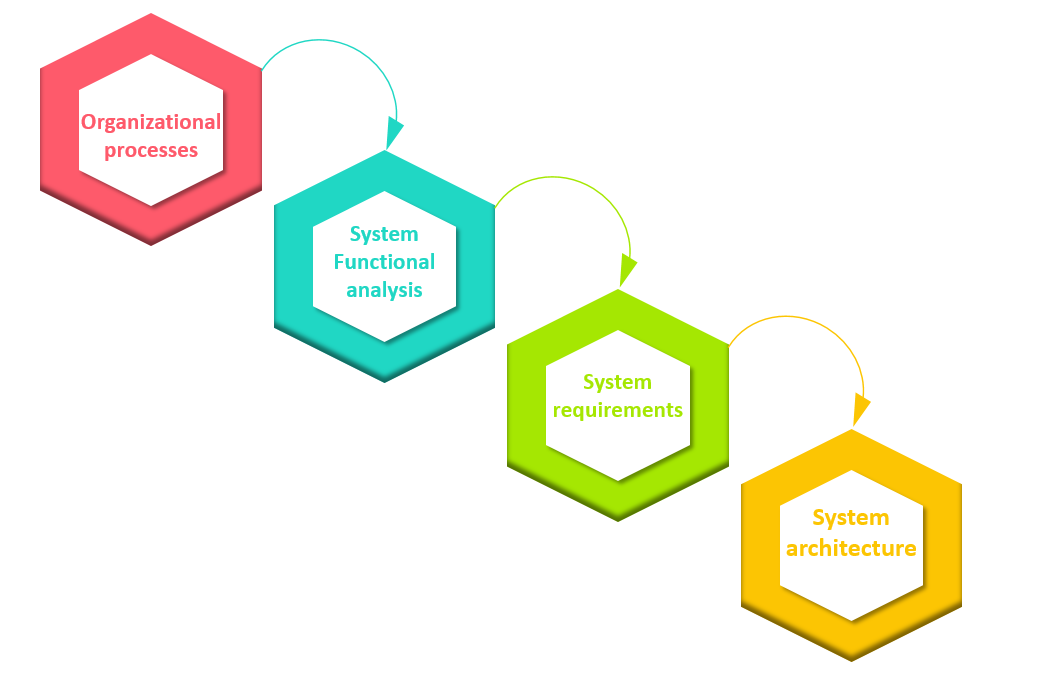 Organizational
processes
System
Functional
analysis
System
requirements
System
architecture